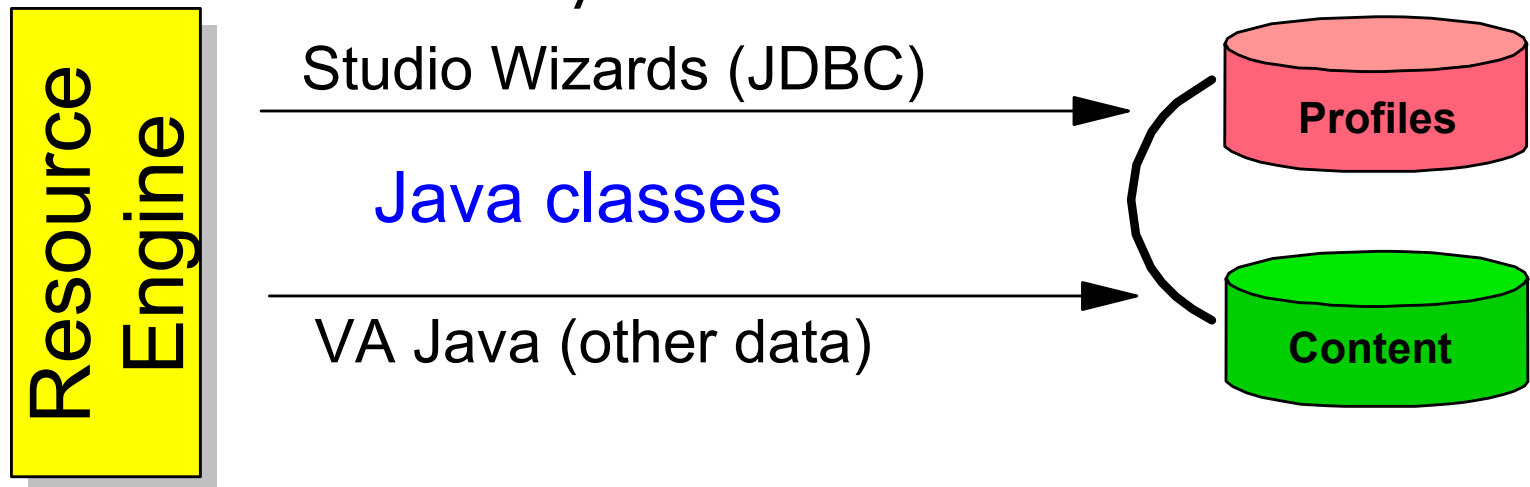 Resource
Engine
Studio Wizards (JDBC)
Java classes
VA Java (other data)
Profiles
Content